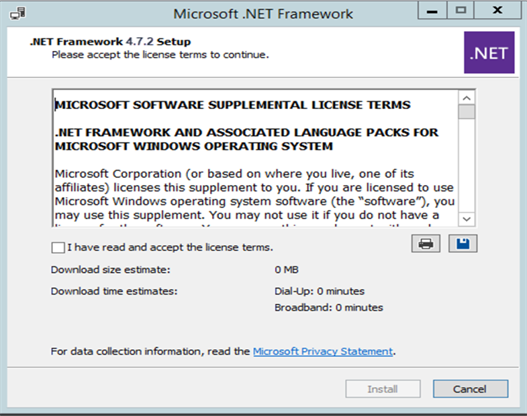 Microsoft .NET Framework
.NET Framework 4.7.2 Setup
Please accept the license terms to continue.
.NET
MICROSOFT SOFTWARE SUPPLEMENTAL LICENSE TERMS
.NET FRAMEWORK AND ASSOCIATED LANGUAGE PACKS FOR
MICROSOFT WINDOWS OPERATING SYSTEM
Microsoft Corporation (or based on where you live, one of its
affiliates) licenses this supplement to you. If you are licensed to use
Microsoft Windows operating system software (the “software”), you
may use this supplement. You may not use it if you do not have a
I have read and accept the license terms.
Download size estimate: 0 MB
Download time estimates: Dial-Up: 0 minutes
Broadband: 0 minutes
For data collection information, read the Microsoft Privacy Statement.
Install Cancel